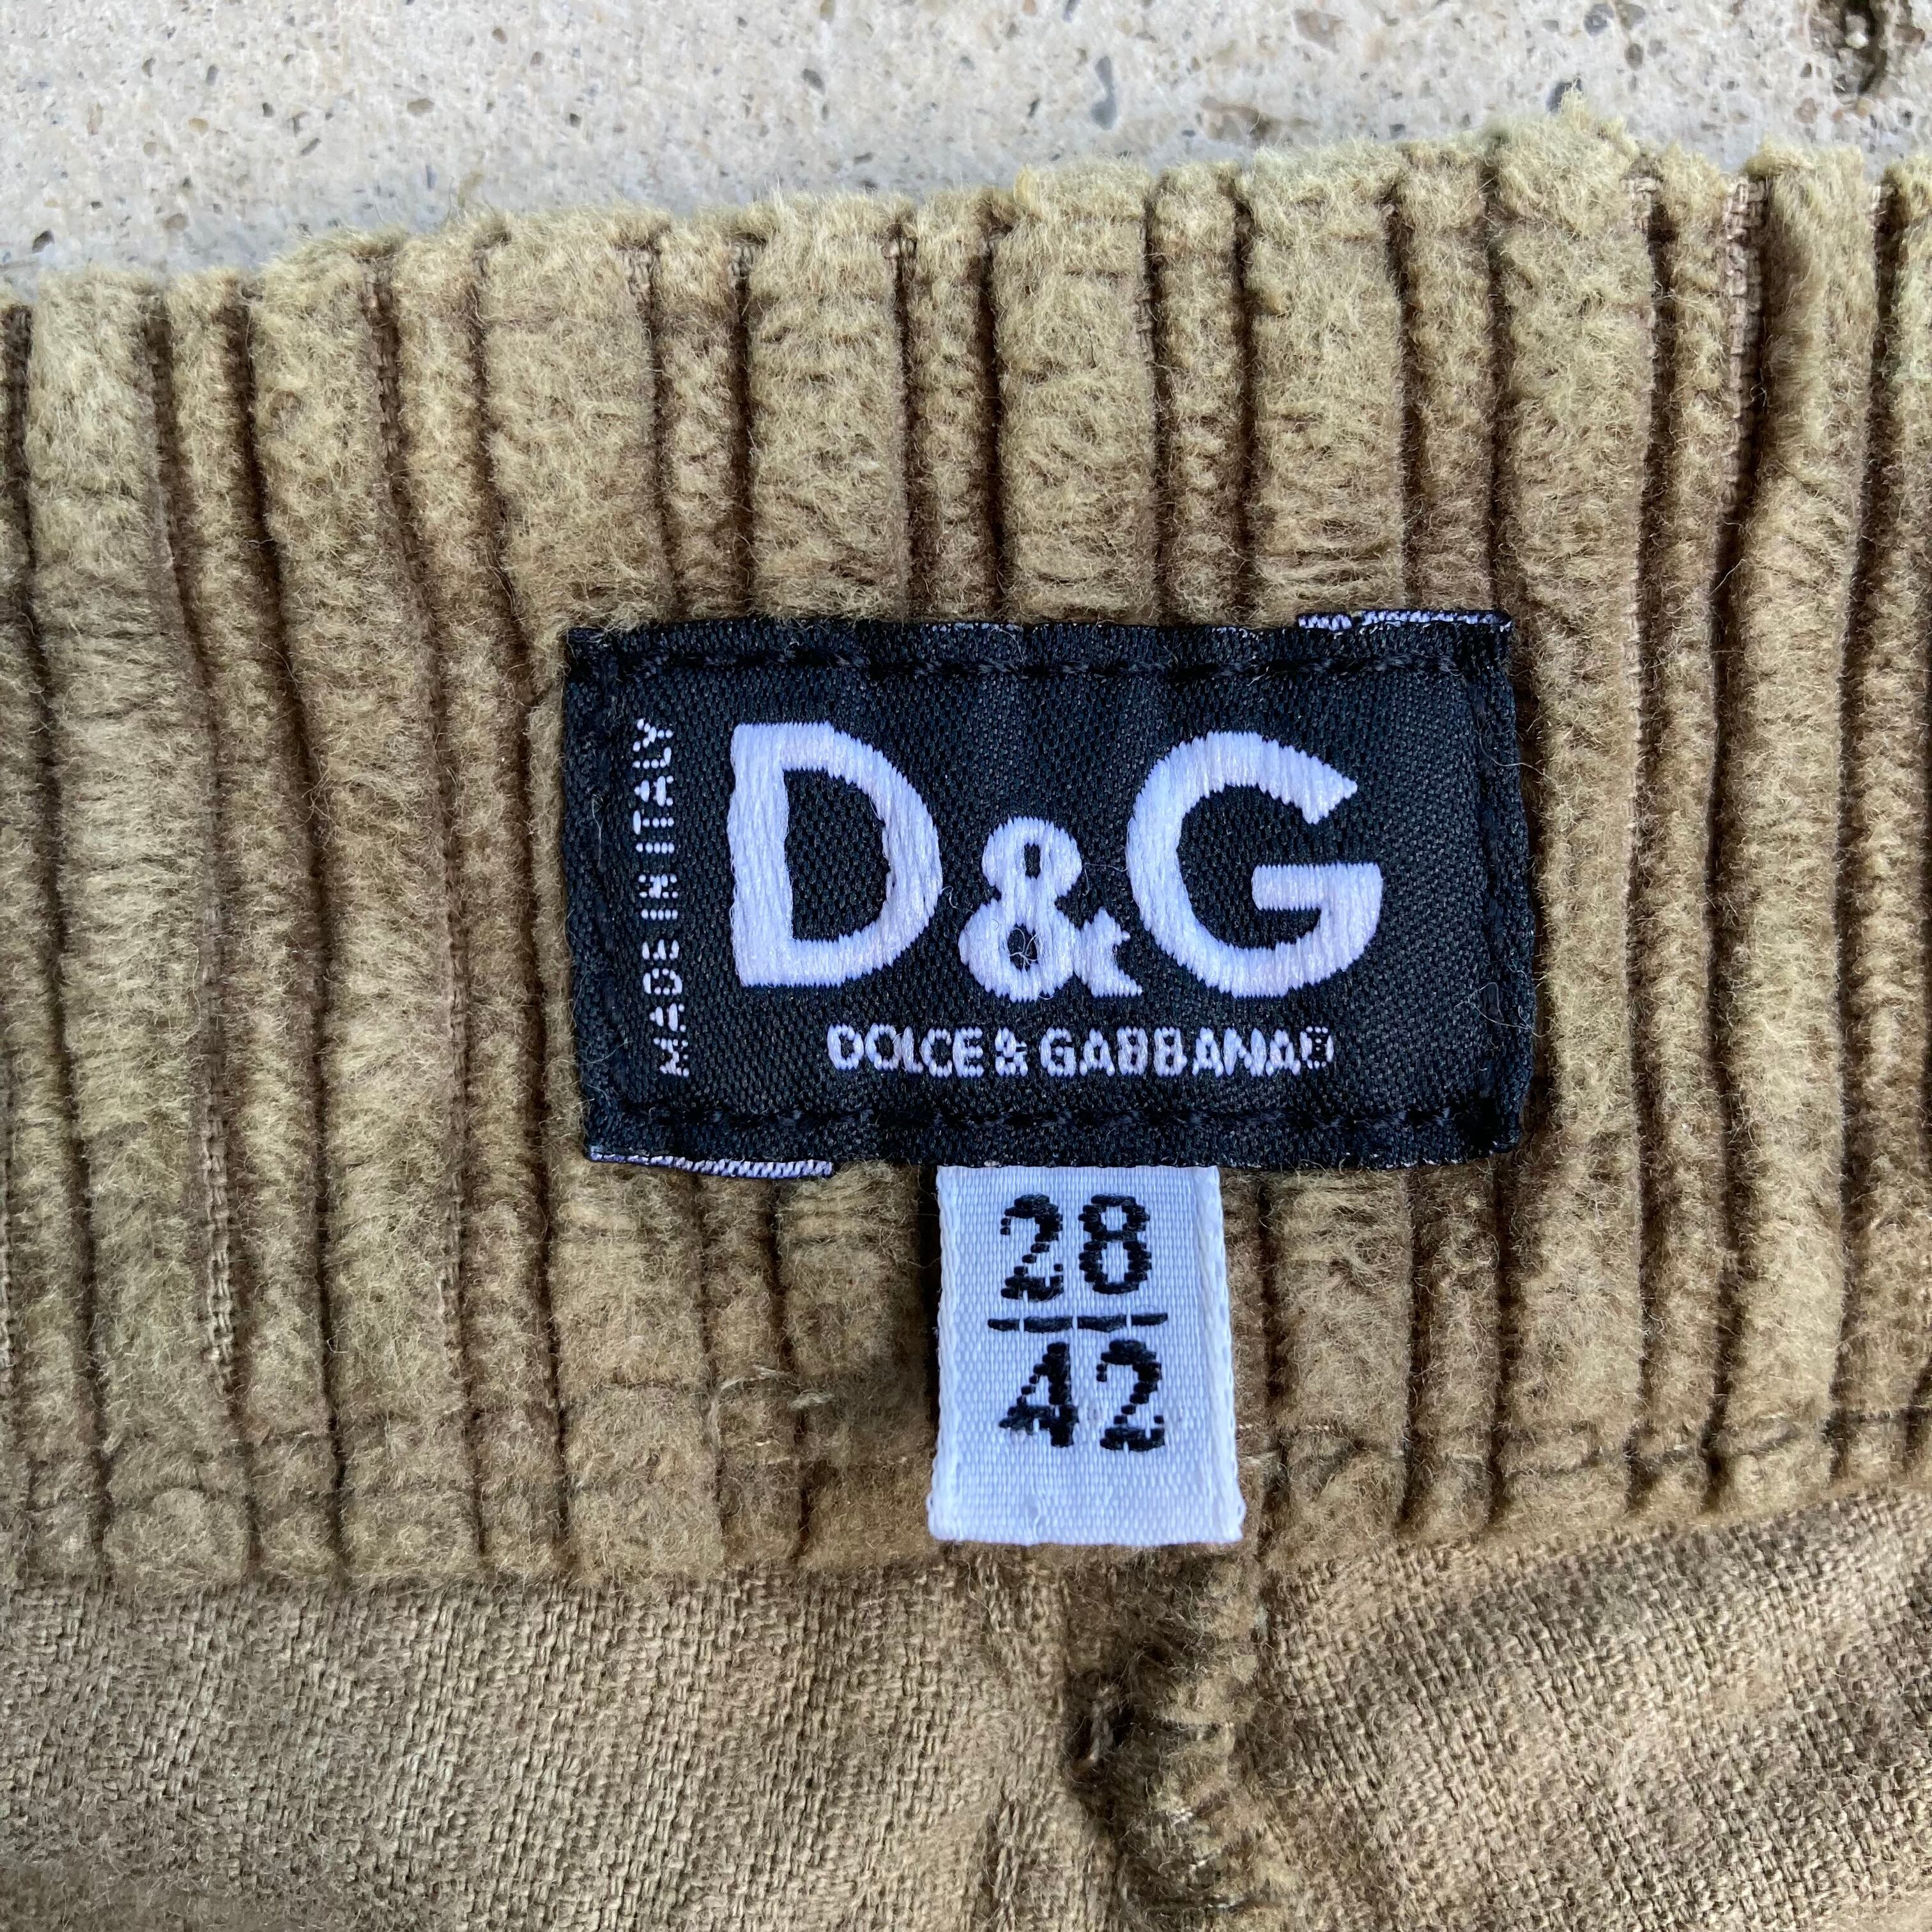 MADE IN ITALY
D&G
DOLCE & GABBANA
28
42